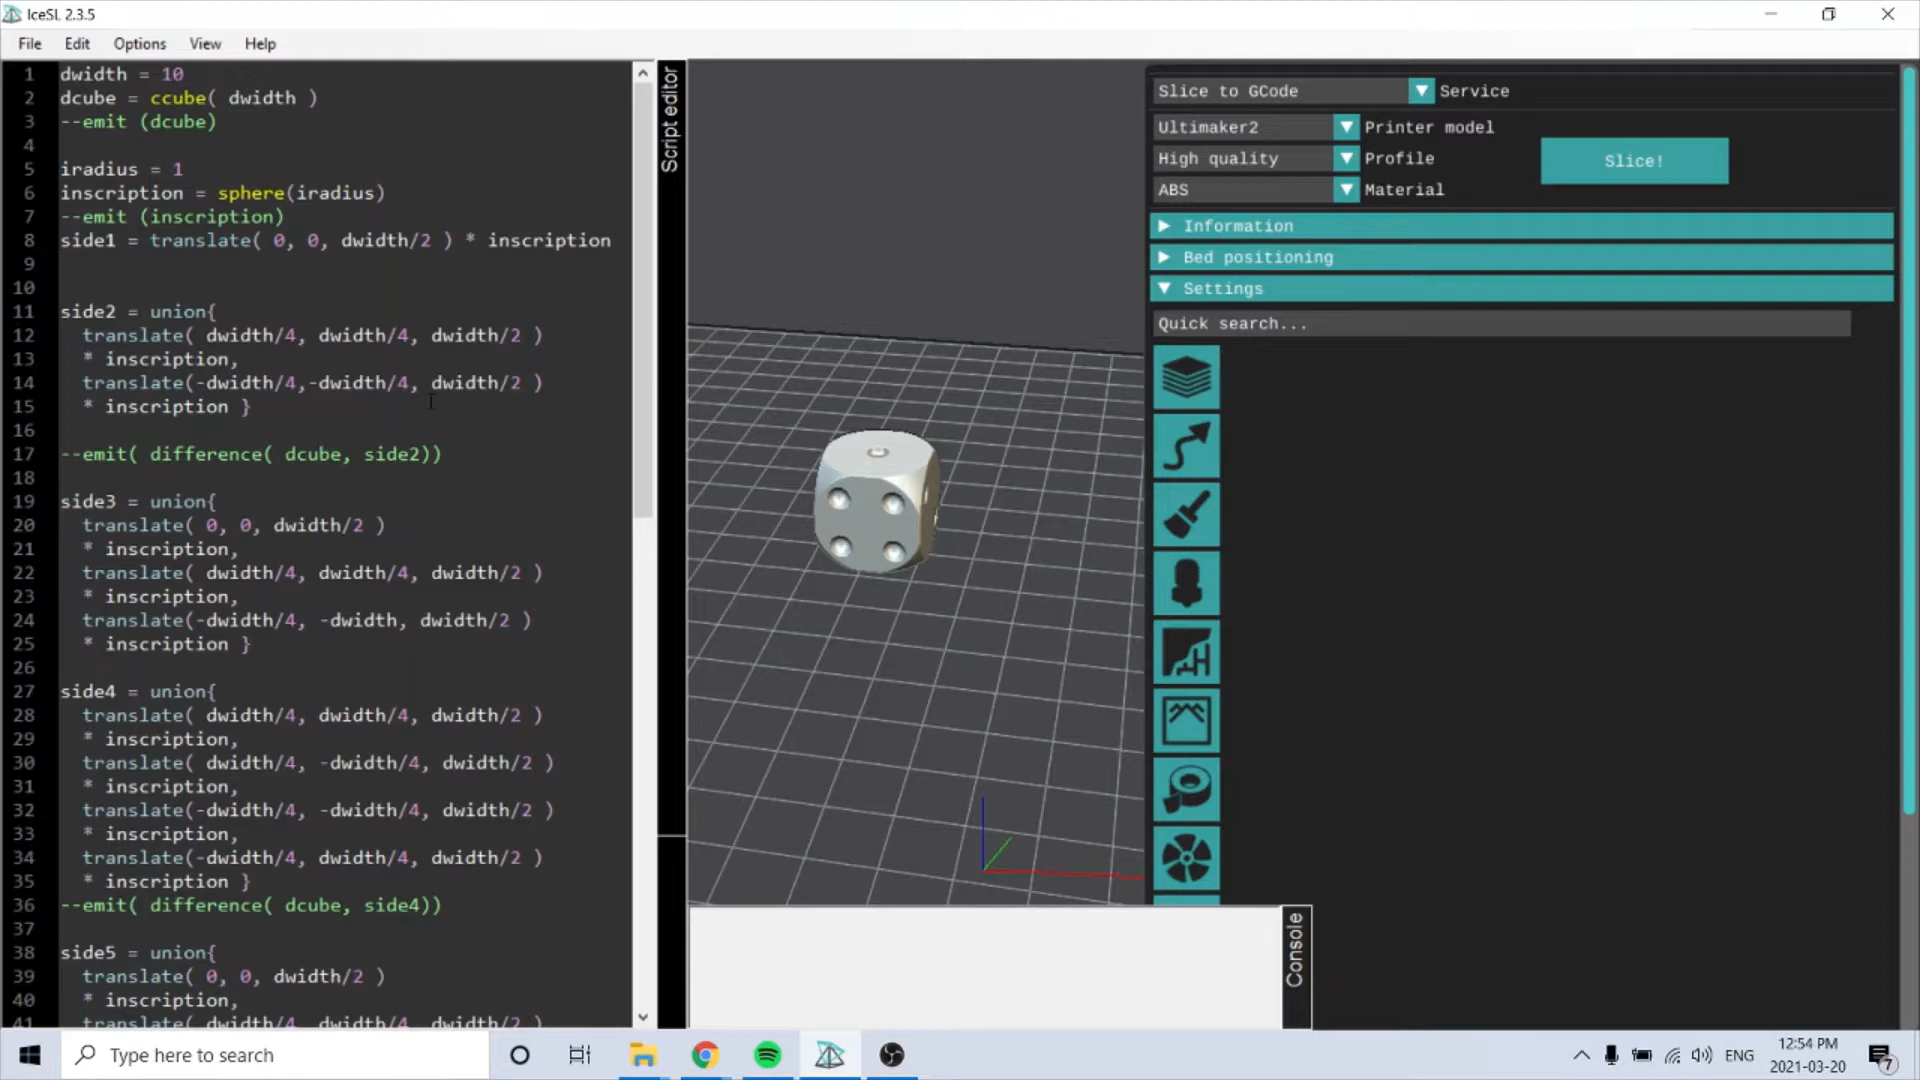 IceSL 2.3.5
File Edit Options View Help
1 dwidth = 10
2 dcube = ccube( dwidth )
3 --emit (dcube)
4
5 iradius = 1
6 inscription = sphere(iradius)
7 --emit (inscription)
8 side1 = translate( 0, 0, dwidth/2 ) * inscription
9
10
11 side2 = union{
12 translate( dwidth/4, dwidth/4, dwidth/2 )
13 * inscription,
14 translate(-dwidth/4,-dwidth/4, dwidth/2 )
15 * inscription }
16
17 --emit( difference( dcube, side2))
18
19 side3 = union{
20 translate( 0, 0, dwidth/2 )
21 * inscription,
22 translate( dwidth/4, dwidth/4, dwidth/2 )
23 * inscription,
24 translate(-dwidth/4, -dwidth, dwidth/2 )
25 * inscription }
26
27 side4 = union{
28 translate( dwidth/4, dwidth/4, dwidth/2 )
29 * inscription,
30 translate( dwidth/4, -dwidth/4, dwidth/2 )
31 * inscription,
32 translate(-dwidth/4, -dwidth/4, dwidth/2 )
33 * inscription,
34 translate(-dwidth/4, dwidth/4, dwidth/2 )
35 * inscription }
36 --emit( difference( dcube, side4))
37
38 side5 = union{
39 translate( 0, 0, dwidth/2 )
40 * inscription,
41 translate( dwidth/4, dwidth/4, dwidth/2 )
Script editor
Slice to GCode Service
Ultimaker2 Printer model
High quality Profile
Slice!
ABS Material
Information
Bed positioning
Settings
Quick search...
Console
Type here to search
ENG
12:54 PM
2021-03-20
7